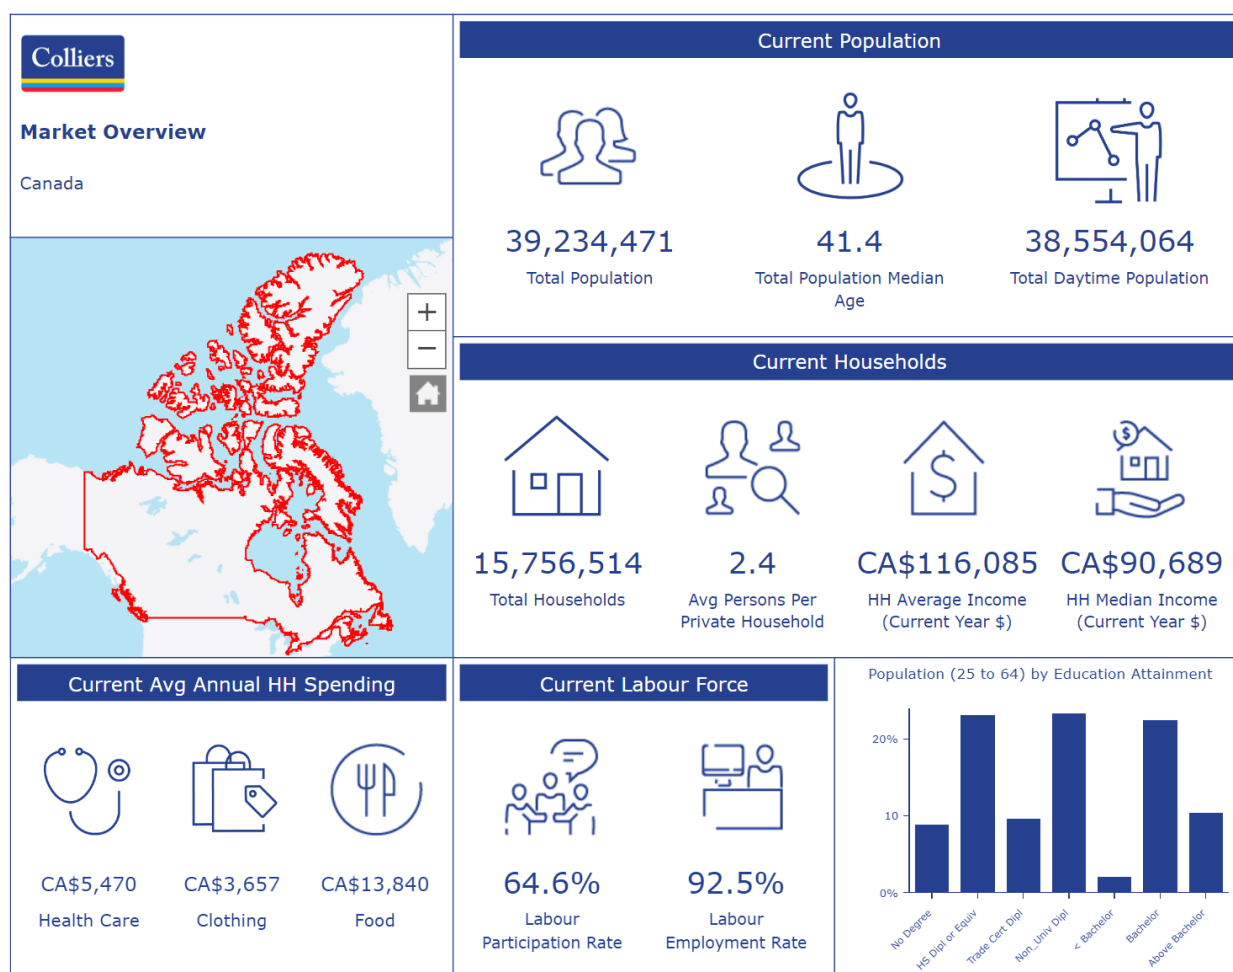 Colliers
Market Overview
Canada
Current Population
39,234,471
Total Population
41.4
Total Population Median
Age
38,554,064
Total Daytime Population
+
−
Current Households
15,756,514
Total Households
2.4
Avg Persons Per
Private Household
CA$116,085
HH Average Income
(Current Year $)
CA$90,689
HH Median Income
(Current Year $)
Current Avg Annual HH Spending
CA$5,470
Health Care
CA$3,657
Clothing
CA$13,840
Food
Current Labour Force
64.6%
Labour
Participation Rate
92.5%
Labour
Employment Rate
Population (25 to 64) by Education Attainment
20%
10
0%
No Degree
HS Dipl or Equiv
Trade Cert Dipl
Non_Univ Dipl
< Bachelor
Bachelor
Above Bachelor